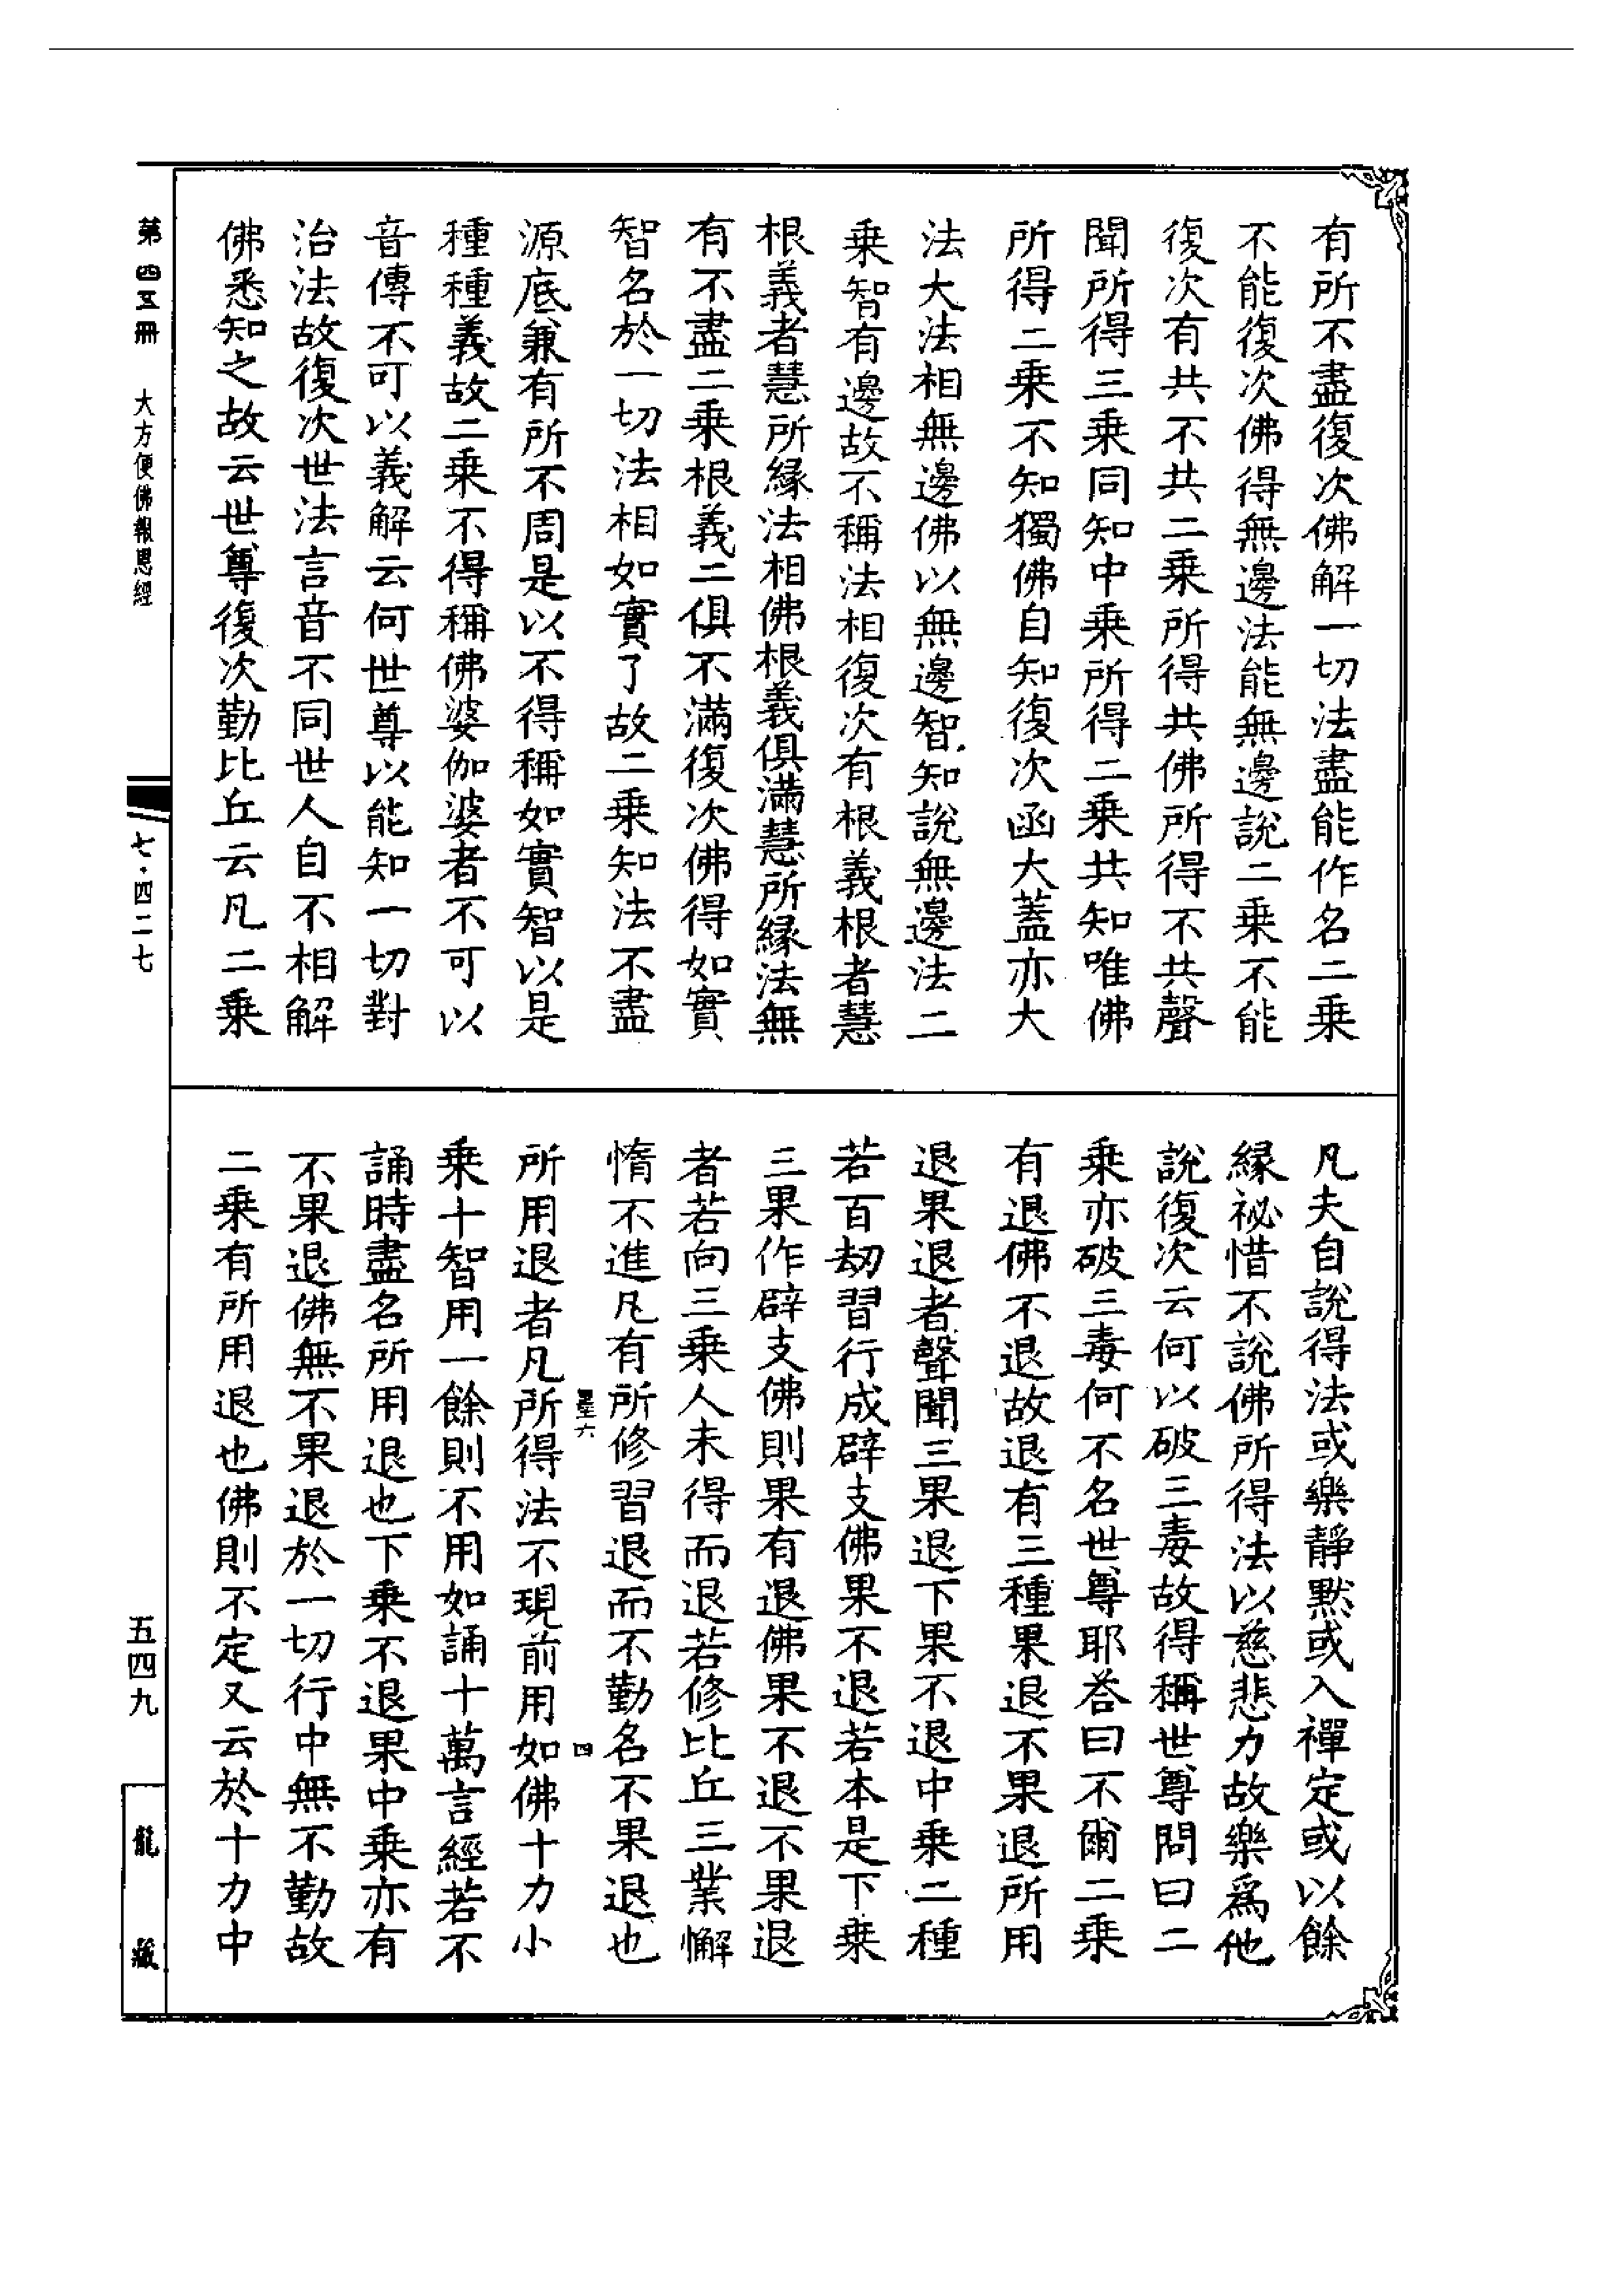 有所不盡復次佛解一切法盡能作名二乘
不能復次佛得無邊法能無邊說二乘不能
復次有共不共二乘所得共佛所得不共聲
聞所得三乘同知中乘所得二乘共知唯佛
所得二乘不知獨佛自知復次函大蓋亦大
法大法相無邊佛以無邊智知說無邊法二
乘智有邊故不稱法相復次有根義根者慧
根義者慧所緣法相佛根義俱滿慧所緣法無
有不盡二乘根義二俱不滿復次佛得如實
智名於一切法相如實了故二乘知法不盡
源底兼有所不周是以不得稱如實智以是
種種義故二乘不得稱佛婆伽婆者不可以
音傳不可以義解云何世尊以能知一切對
治法故復次世法言音不同世人自不相解
佛悉知之故云世尊復次勤比丘云凡二乘
凡夫自說得法或樂靜默或入禪定或以餘
緣祕惜不說佛所得法以慈悲力故樂爲他
說復次云何以破三毒故得稱世尊問曰二
乘亦破三毒何不名世尊耶荅曰不爾二乘
有退佛不退故退有三種果退不果退所用
退果退者聲聞三果退下果不退中乘二種
若百劫習行成辟支佛果不退若本是下乘
三果作辟支佛則果有退佛果不退不果退
者若向三乘人未得而退若修比丘三業懈
惰不進凡有所修習退而不勤名不果退也
所用退者凡所得法不現前用如佛十力小
乘十智用一餘則不用如誦十萬言經若不
誦時盡名所用退也下乘不退果中乘亦有
不果退佛無不果退於一切行中無不勤故
二乘有所用退也佛則不定又云於十力中
六
四
第四五冊
大方便佛報恩經
七·四二七
五四九
龍藏